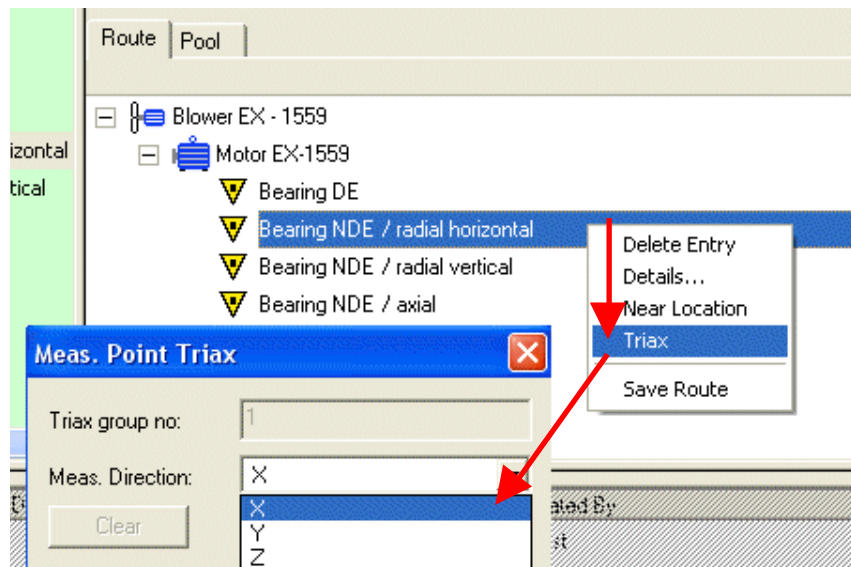 Route Pool
Blower EX - 1559
izontal
Motor EX-1559
tical
Bearing DE
Bearing NDE / radial horizontal
Bearing NDE / radial vertical
Bearing NDE / axial
Delete Entry
Details...
Near Location
Triax
Save Route
Meas. Point Triax
Triax group no: 1
Meas. Direction: X
Clear
X
Y
Z
ated By
st